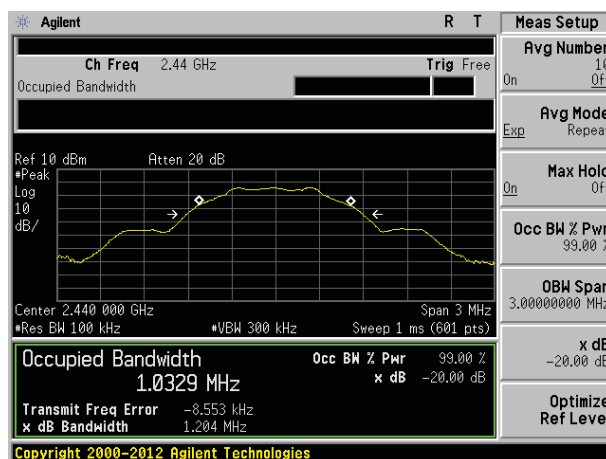 Agilent R T Meas Setup
Avg Number
10
On Off
Ch Freq 2.44 GHz Trig Free
Occupied Bandwidth
Avg Mode
Exp Repeat
Ref 10 dBm Atten 20 dB
#Peak
Log
10
dB/
Max Hold
On Off
Occ BW % Pwr
99.00 %
OBW Span
3.00000000 MHz
Center 2.440 000 GHz Span 3 MHz
#Res BW 100 kHz #VBW 300 kHz Sweep 1 ms (601 pts)
Occupied Bandwidth Occ BW % Pwr 99.00 %
1.0329 MHz x dB -20.00 dB
Transmit Freq Error -8.553 kHz
x dB Bandwidth 1.204 MHz
x dB
-20.00 dB
Optimize
Ref Level
Copyright 2000-2012 Agilent Technologies